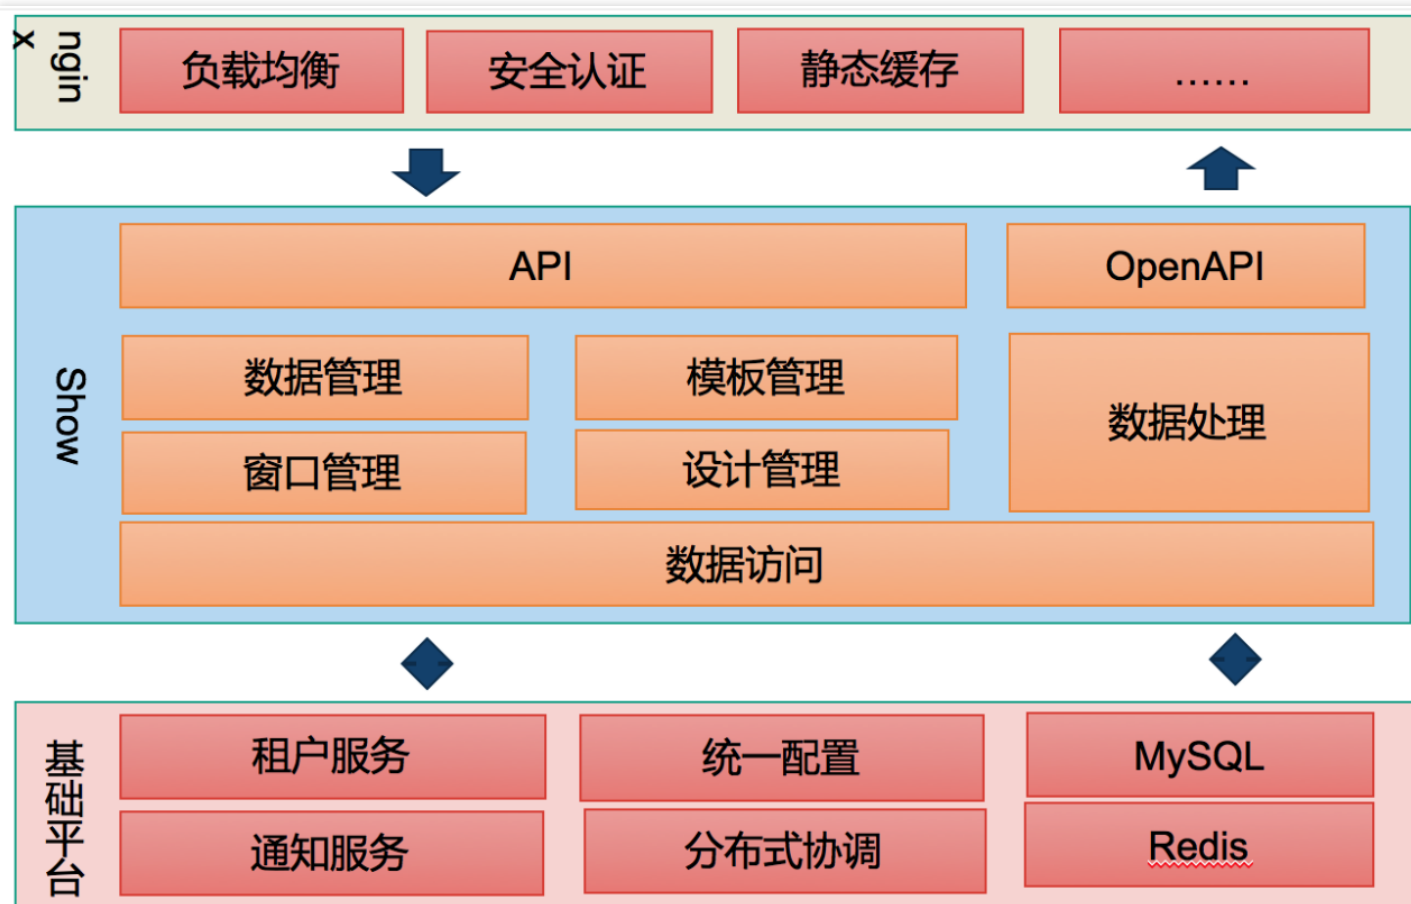 nginx
负载均衡
安全认证
静态缓存
......
Show
API
OpenAPI
数据管理
模板管理
数据处理
窗口管理
设计管理
数据访问
基础平台
租户服务
统一配置
MySQL
通知服务
分布式协调
Redis